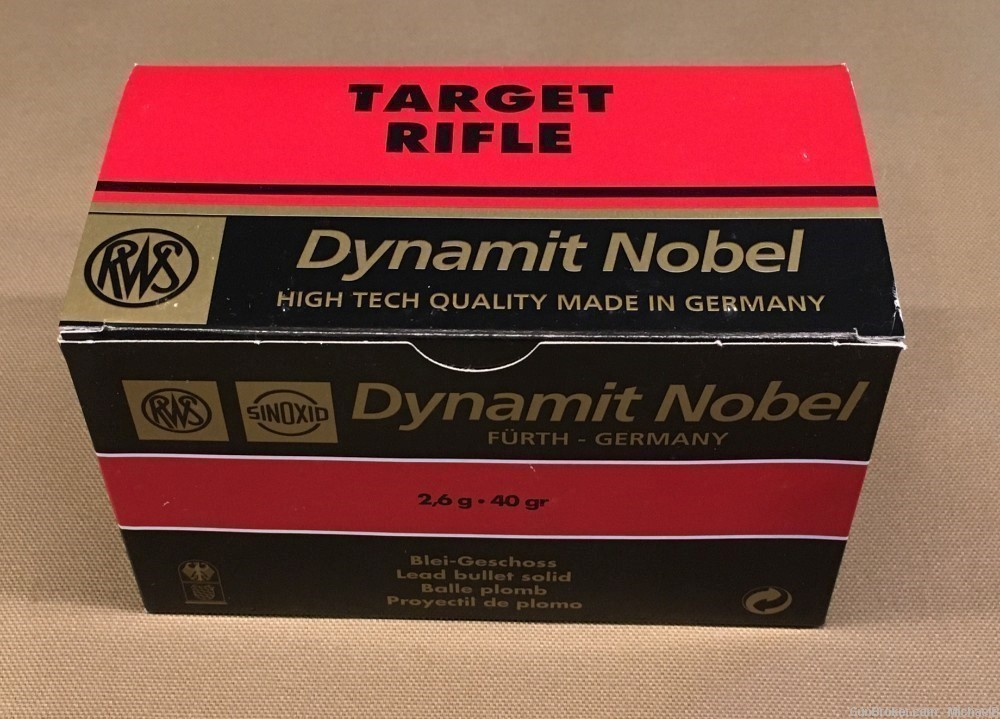 TARGET
RIFLE
RWS
Dynamit Nobel
HIGH TECH QUALITY MADE IN GERMANY
RWS
SINOXID
Dynamit Nobel
FÜRTH - GERMANY
2,6 g • 40 gr
Blei-Geschoss
Lead bullet solid
Balle plomb
Proyectil de plomo